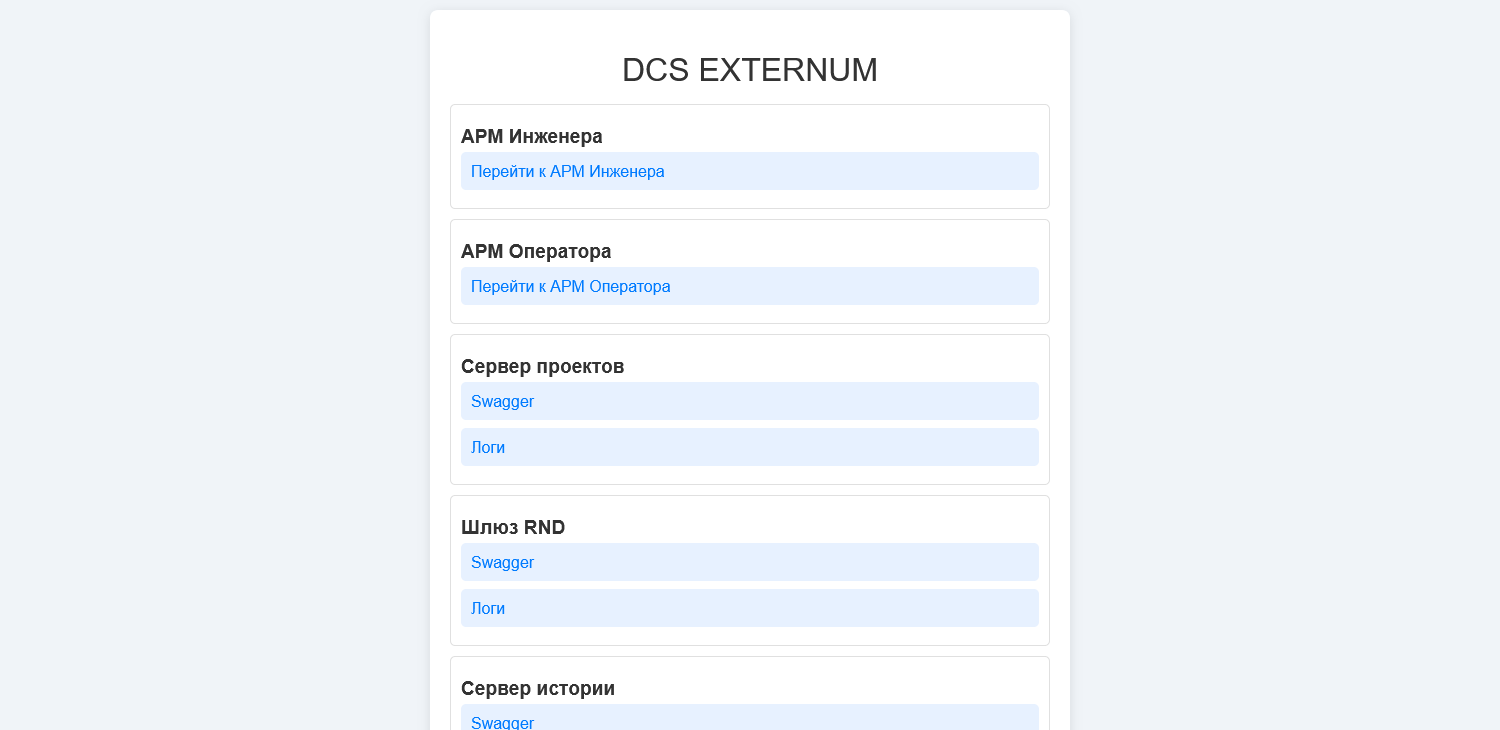 DCS EXTERNUM
АРМ Инженера
Перейти к АРМ Инженера
АРМ Оператора
Перейти к АРМ Оператора
Сервер проектов
Swagger
Логи
Шлюз RND
Swagger
Логи
Сервер истории
Swagger